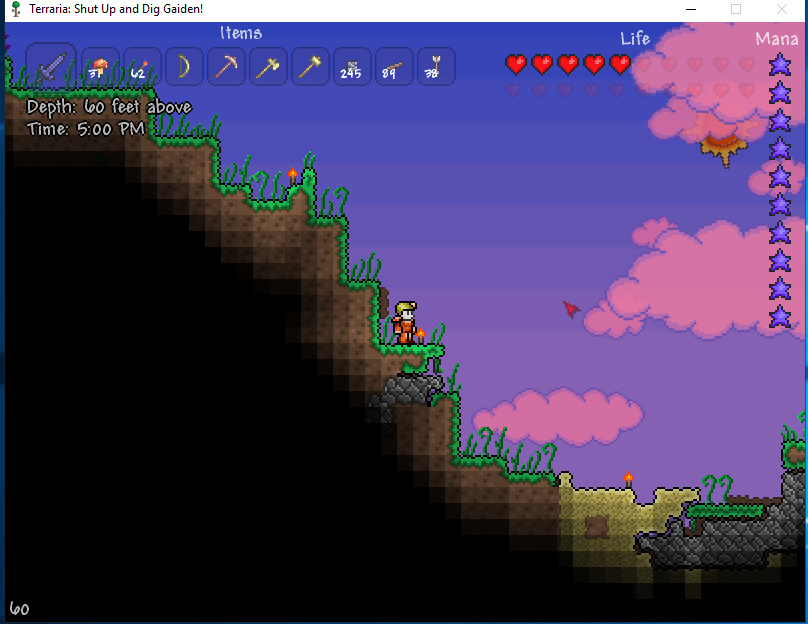 Terraria: Shut Up and Dig Gaiden!
Items
Life
Mana
37 62 245 89 38
Depth: 60 feet above
Time: 5:00 PM
60